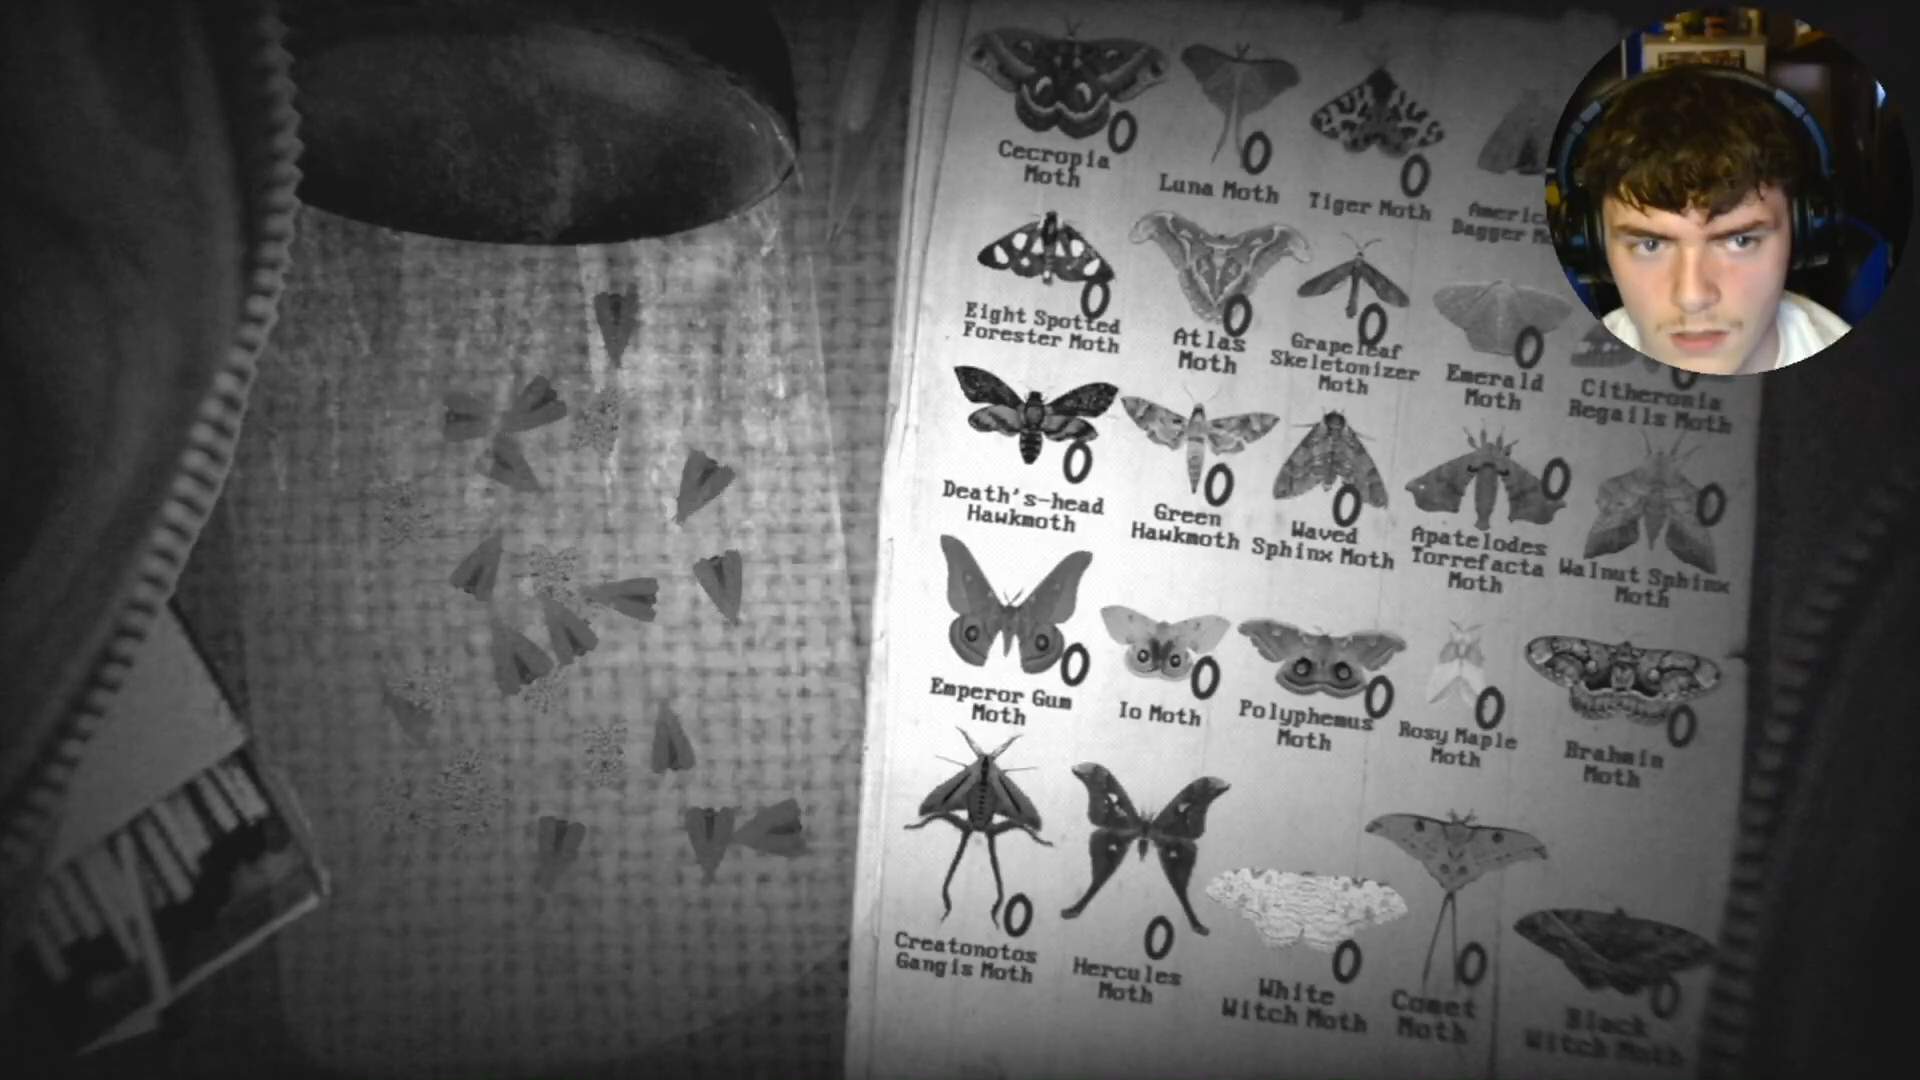 0 0 0
Cecropia
Moth
Luna Moth
Tiger Moth
Dagger
0 0 0 0
Eight Spotted
Forester Moth
Atlas
Moth
Grapeleaf
Skeletonizer
Moth
Emerald
Moth
Citheronia
Regails Moth
0 0 0 0 0
Death's-head
Hawkmoth
Green
Hawkmoth
Waved
Sphinx Moth
Apatelodes
Torrefacta
Moth
Walnut Sphinx
Moth
0 0 0 0 0
Emperor Gum
Moth
Io Moth
Polyphemus
Moth
Rosy Maple
Moth
Brahmin
Moth
0 0 0 0 0
Creatonotos
Gangis Moth
Hercules
Moth
White
Witch Moth
Comet
Moth
Black
Witch Moth